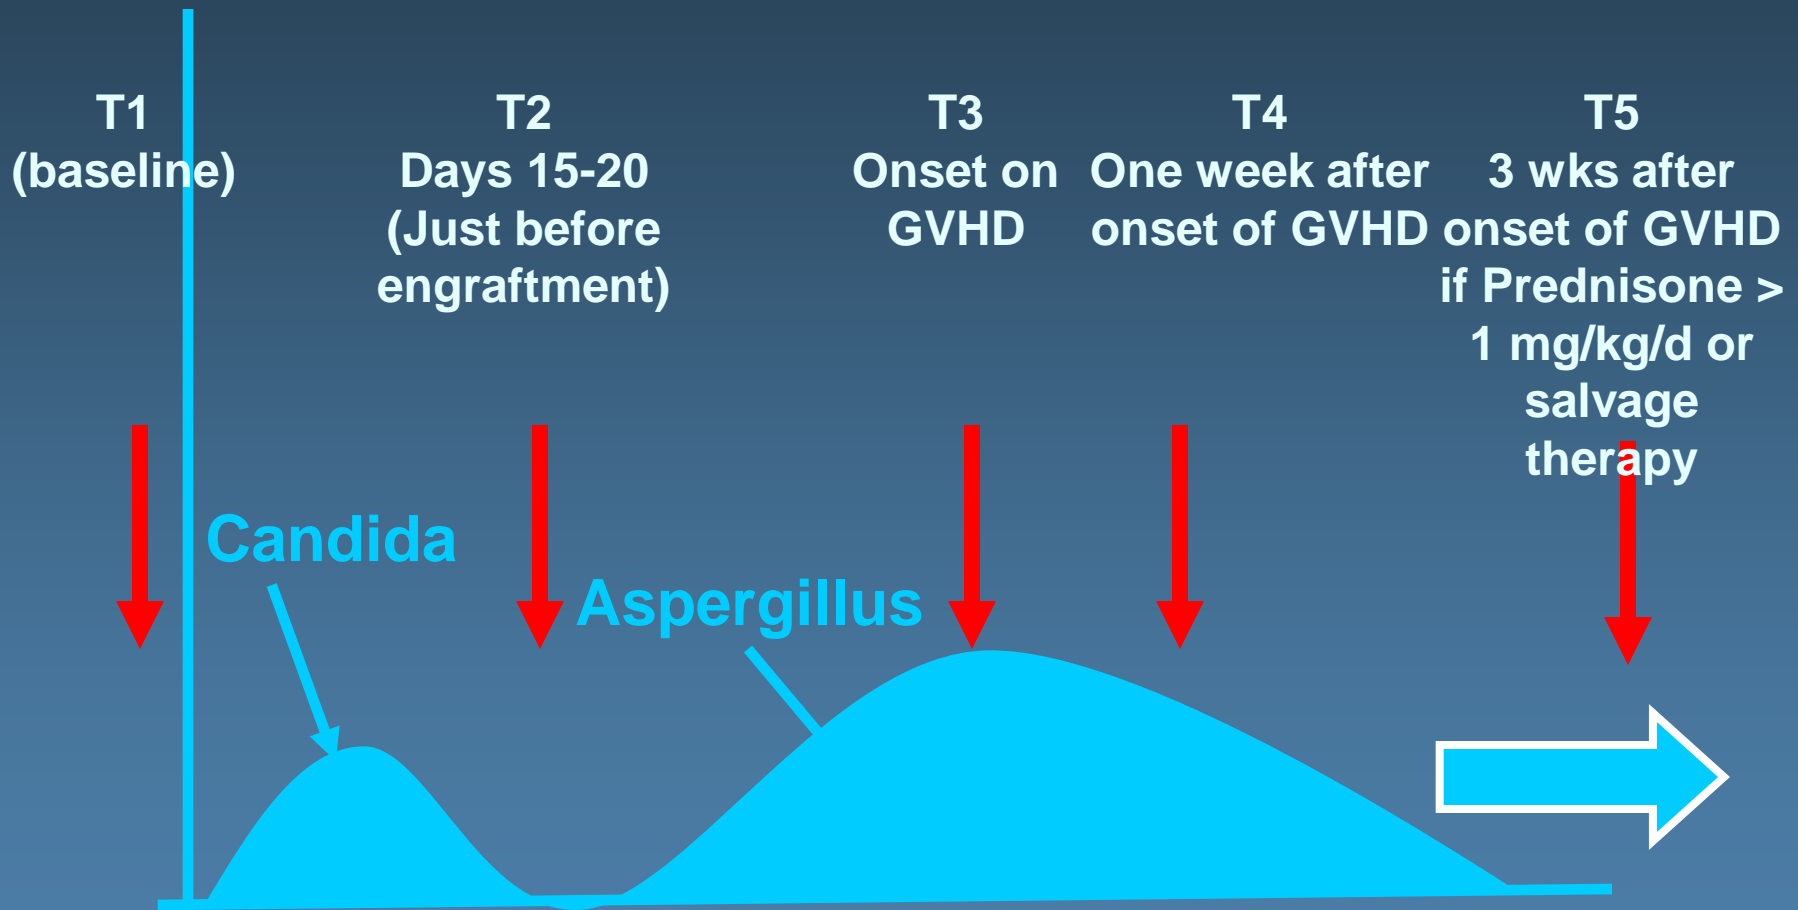 T1
(baseline)
T2
Days 15-20
(Just before
engraftment)
T3
Onset on
GVHD
T4
One week after
onset of GVHD
T5
3 wks after
onset of GVHD
if Prednisone >
1 mg/kg/d or
salvage
therapy
Candida
Aspergillus